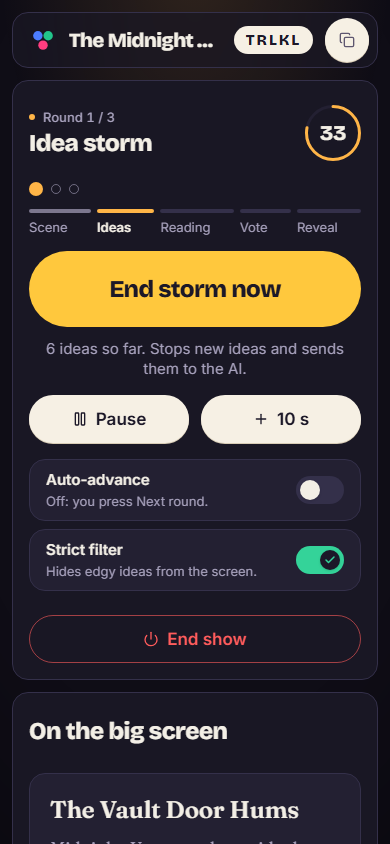 The Midnight ...
TRLKL
Round 1 / 3
Idea storm
33
Scene
Ideas
Reading
Vote
Reveal
End storm now
6 ideas so far. Stops new ideas and sends
them to the AI.
Pause
+ 10 s
Auto-advance
Off: you press Next round.
Strict filter
Hides edgy ideas from the screen.
End show
On the big screen
The Vault Door Hums